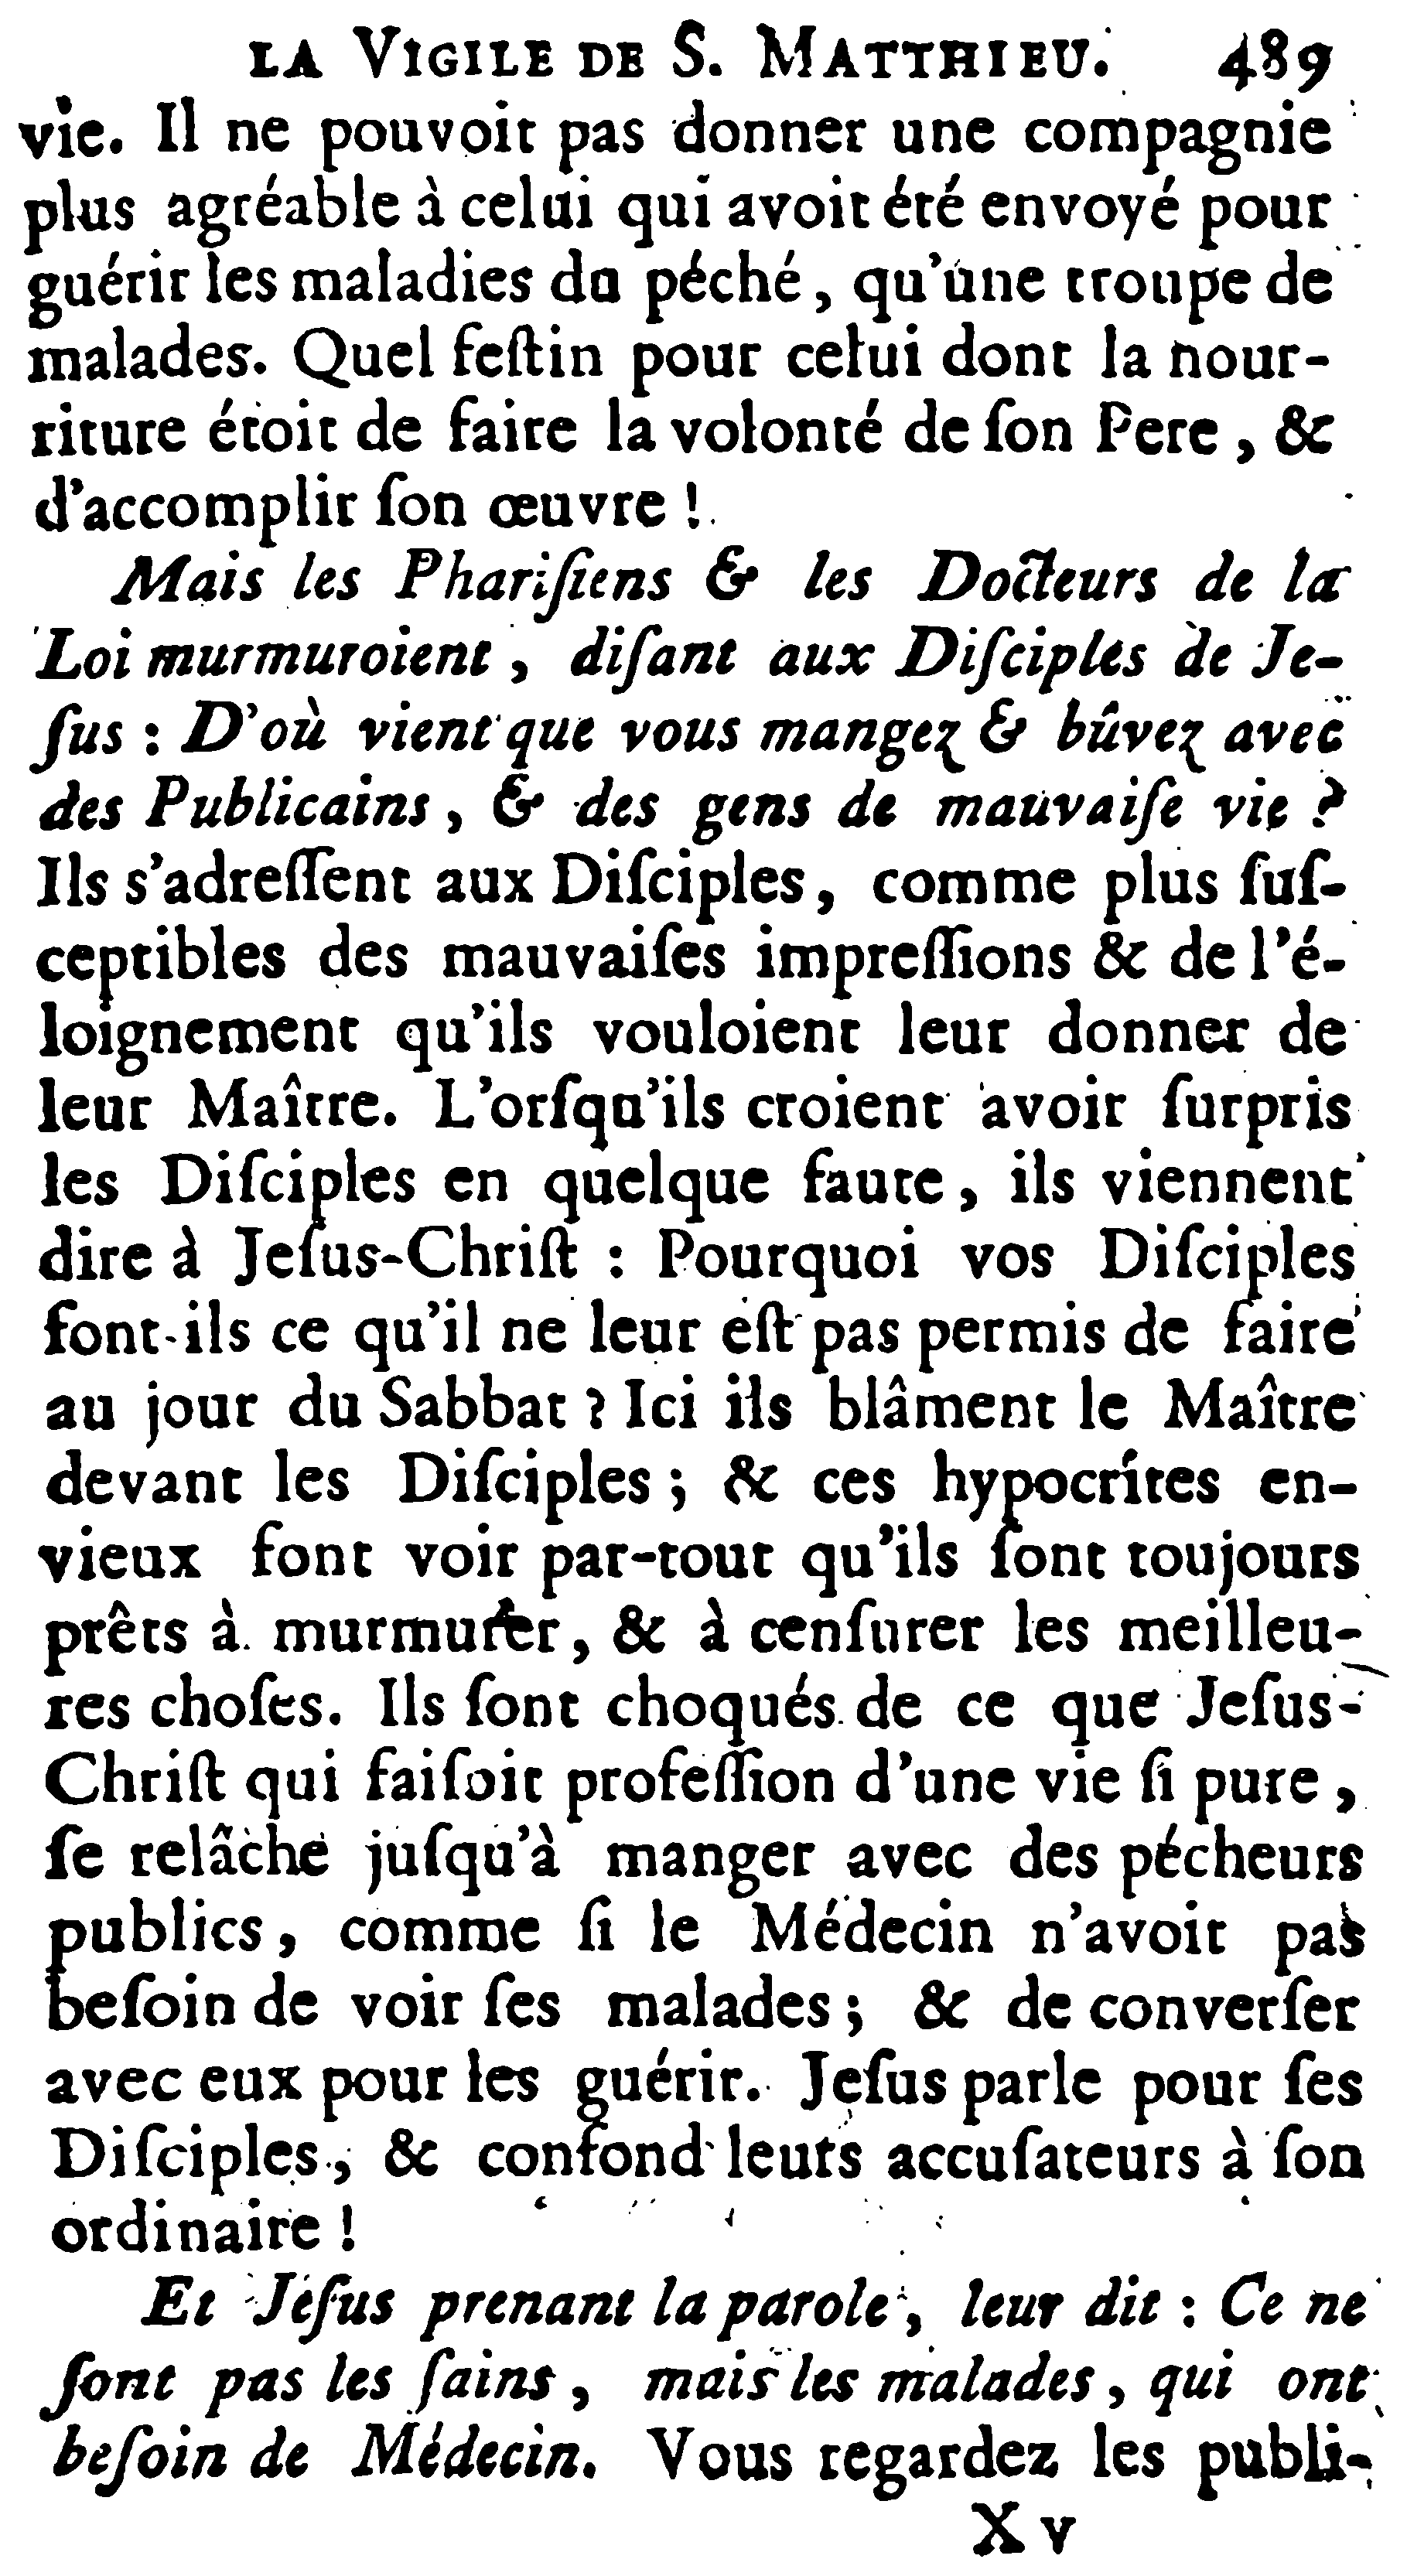 LA VIGILE DE S. MATTHIEU. 489
vie. Il ne pouvoit pas donner une compagnie
plus agréable à celui qui avoit été envoyé pour
guérir les maladies du péché, qu'une troupe de
malades. Quel feſtin pour celui dont la nour-
riture étoit de faire la volonté de ſon Pere, &
d'accomplir ſon œuvre !
Mais les Phariſiens & les Docteurs de la
Loi murmuroient, diſant aux Diſciples de Je-
ſus : D'où vient que vous mangez & bûvez avec
des Publicains, & des gens de mauvaiſe vie ?
Ils s'adreſſent aux Diſciples, comme plus ſuſ-
ceptibles des mauvaiſes impreſſions & de l'é-
loignement qu'ils vouloient leur donner de
leur Maître. L'orſqu'ils croient avoir ſurpris
les Diſciples en quelque faute, ils viennent
dire à Jeſus-Chriſt : Pourquoi vos Diſciples
font-ils ce qu'il ne leur eſt pas permis de faire
au jour du Sabbat ? Ici ils blâment le Maître
devant les Diſciples ; & ces hypocrites en-
vieux font voir par-tout qu'ils ſont toujours
prêts à murmurer, & à cenſurer les meilleu-
res choſes. Ils ſont choqués de ce que Jeſus-
Chriſt qui faiſoit profeſſion d'une vie ſi pure,
ſe relâche juſqu'à manger avec des pécheurs
publics, comme ſi le Médecin n'avoit pas
beſoin de voir ſes malades ; & de converſer
avec eux pour les guérir. Jeſus parle pour ſes
Diſciples, & confond leurs accuſateurs à ſon
ordinaire !
Et Jeſus prenant la parole, leur dit : Ce ne
ſont pas les ſains, mais les malades, qui ont
beſoin de Médecin. Vous regardez les publi-
X v